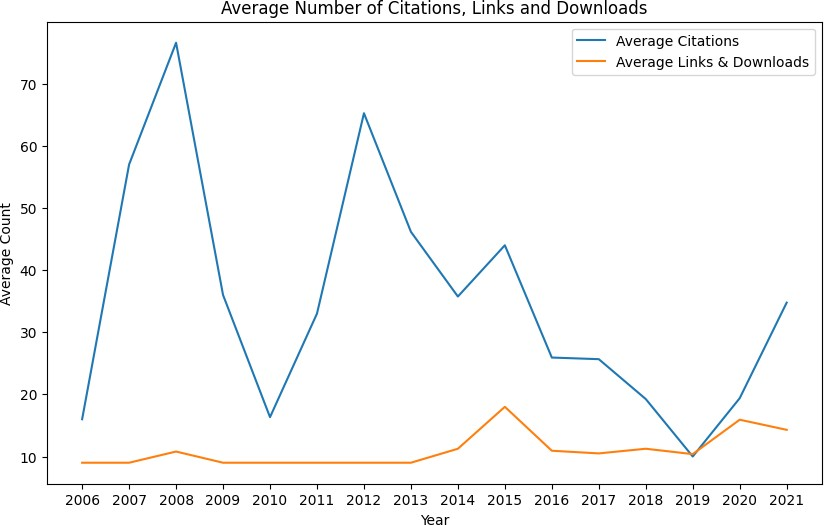 Average Number of Citations, Links and Downloads
Average Citations
Average Links & Downloads
Average Count
70
60
50
40
30
20
10
2006 2007 2008 2009 2010 2011 2012 2013 2014 2015 2016 2017 2018 2019 2020 2021
Year